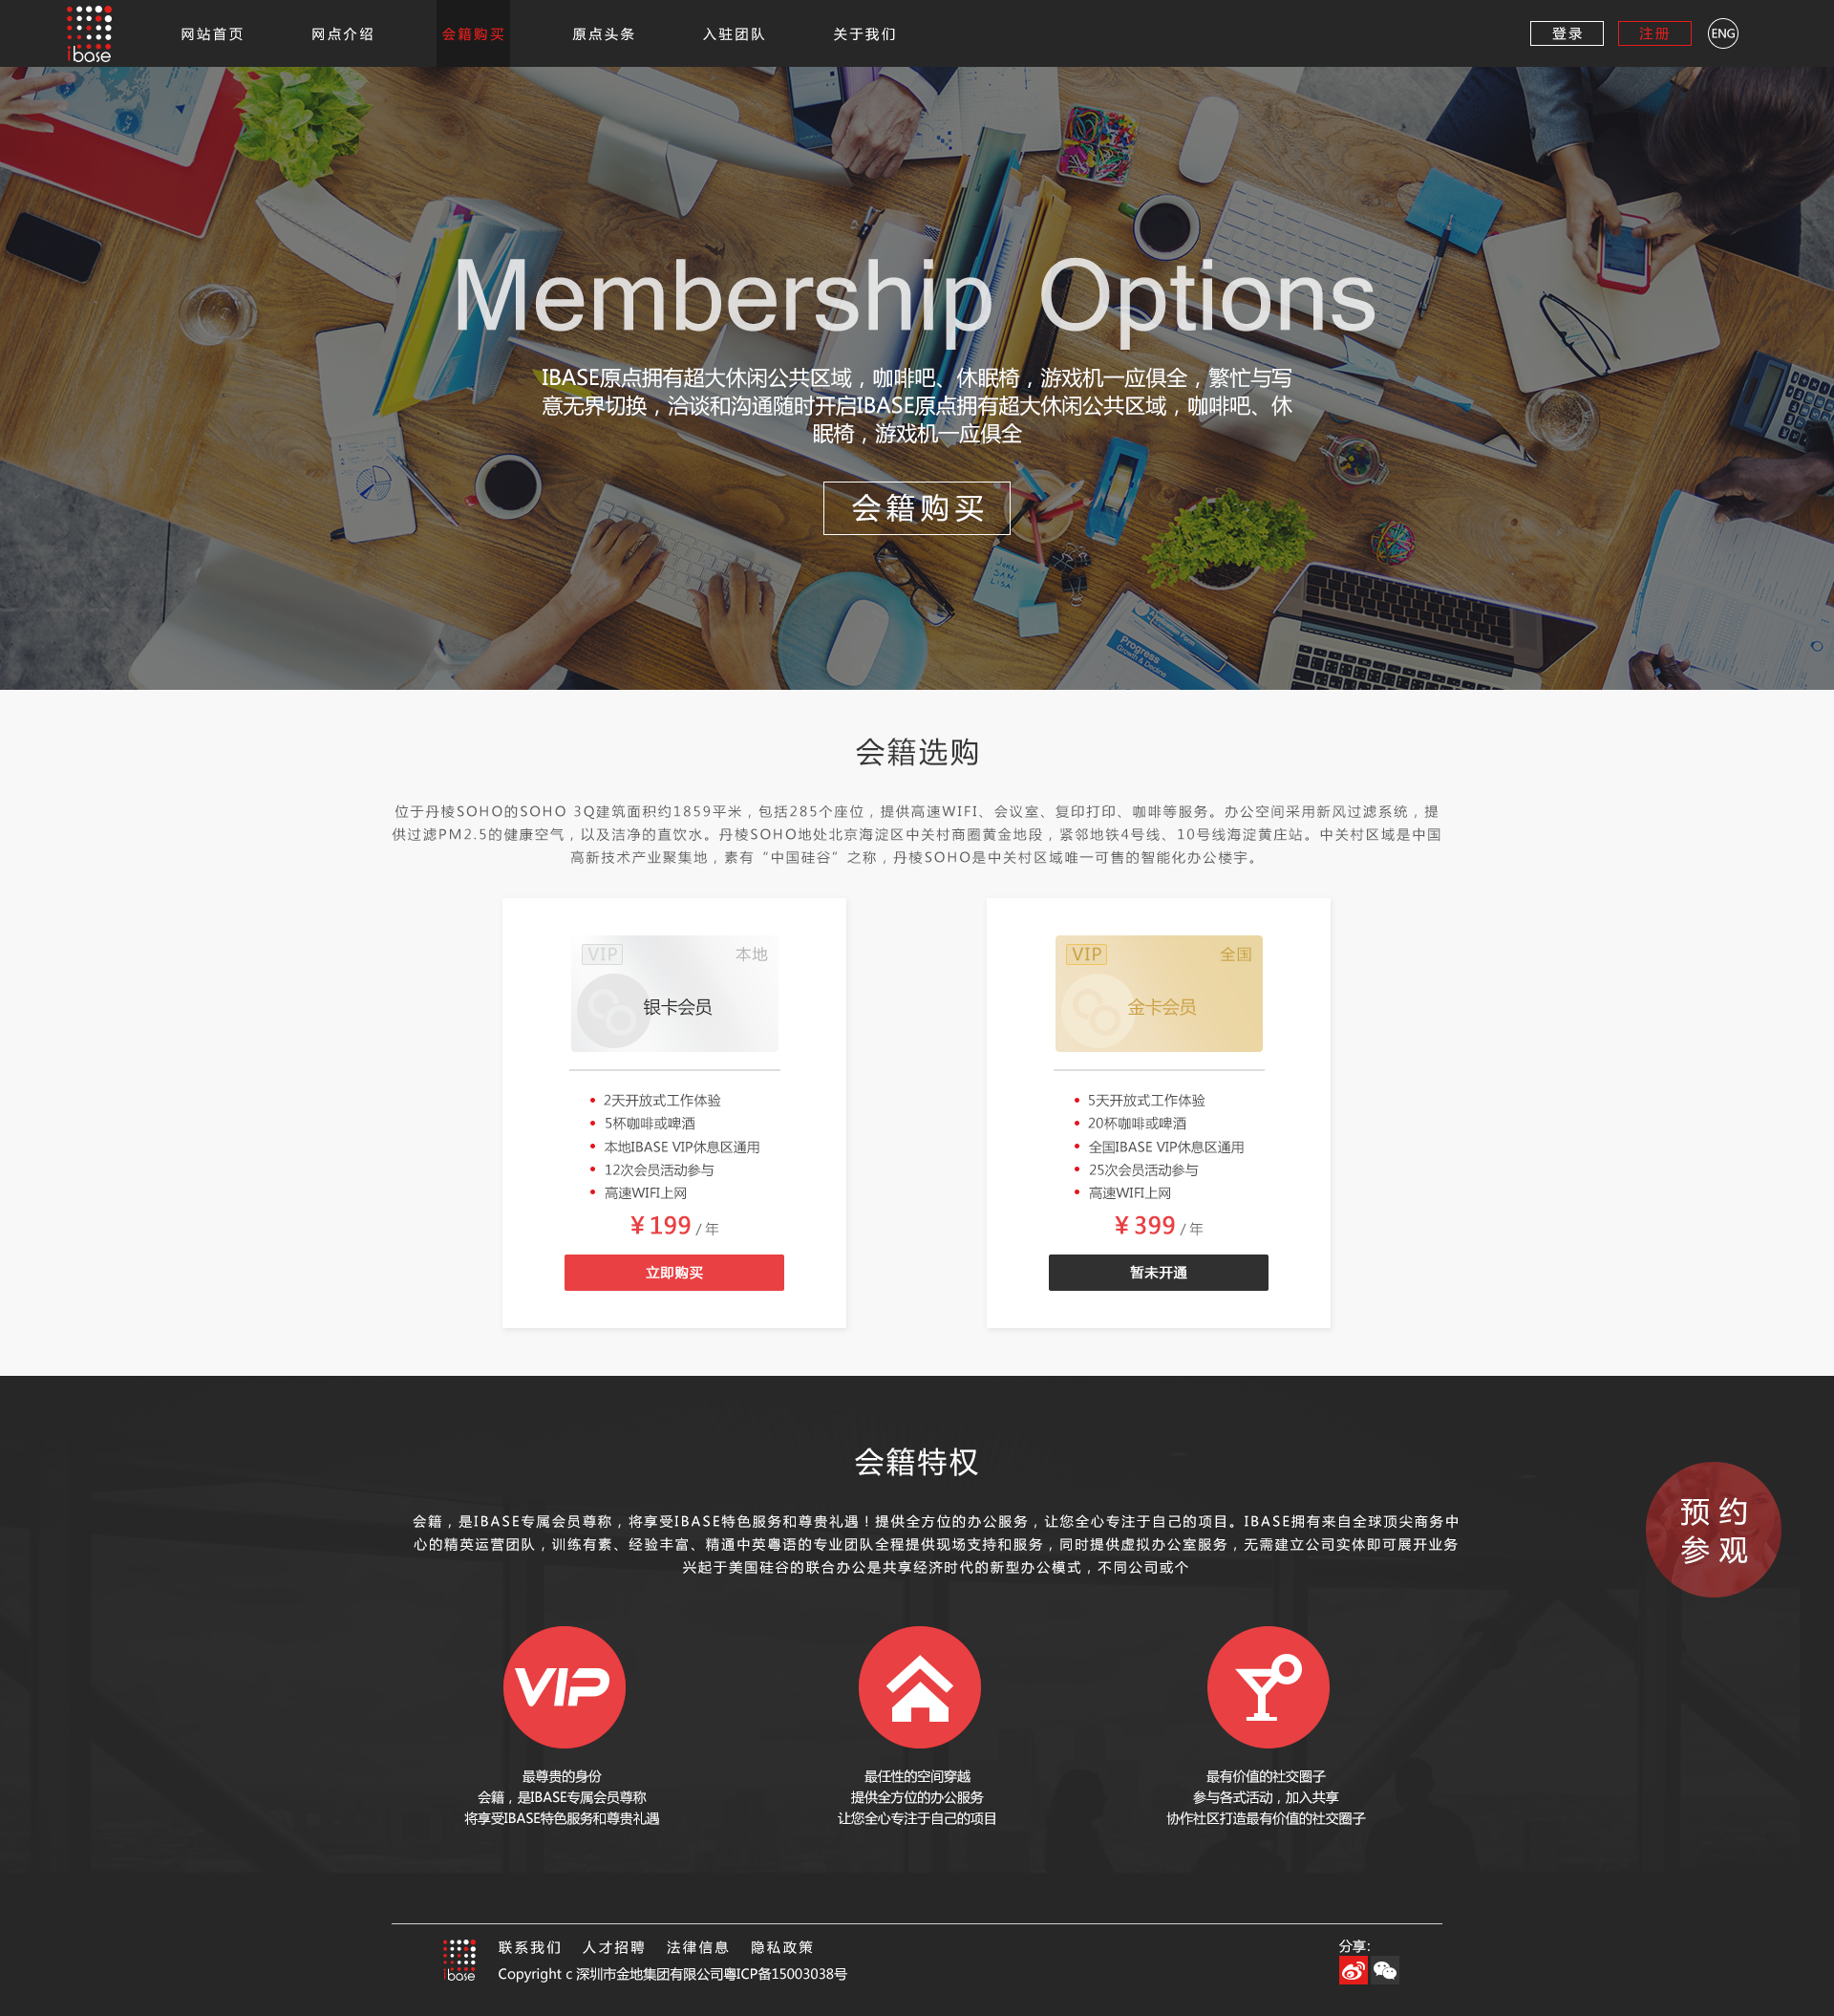 ibase
网站首页
网点介绍
会籍购买
原点头条
入驻团队
关于我们
登录
注册
ENG
Membership Options
IBASE原点拥有超大休闲公共区域，咖啡吧、休眠椅，游戏机一应俱全，繁忙与写
意无界切换，洽谈和沟通随时开启IBASE原点拥有超大休闲公共区域，咖啡吧、休
眠椅，游戏机一应俱全
会籍购买
JOHN
SAM
LISA
Progress
Growth & Decline
会籍选购
位于丹棱SOHO的SOHO 3Q建筑面积约1859平米，包括285个座位，提供高速WIFI、会议室、复印打印、咖啡等服务。办公空间采用新风过滤系统，提
供过滤PM2.5的健康空气，以及洁净的直饮水。丹棱SOHO地处北京海淀区中关村商圈黄金地段，紧邻地铁4号线、10号线海淀黄庄站。中关村区域是中国
高新技术产业聚集地，素有“中国硅谷”之称，丹棱SOHO是中关村区域唯一可售的智能化办公楼宇。
VIP
本地
银卡会员
2天开放式工作体验
5杯咖啡或啤酒
本地IBASE VIP休息区通用
12次会员活动参与
高速WIFI上网
¥ 199 / 年
立即购买
VIP
全国
金卡会员
5天开放式工作体验
20杯咖啡或啤酒
全国IBASE VIP休息区通用
25次会员活动参与
高速WIFI上网
¥ 399 / 年
暂未开通
会籍特权
会籍，是IBASE专属会员尊称，将享受IBASE特色服务和尊贵礼遇！提供全方位的办公服务，让您全心专注于自己的项目。IBASE拥有来自全球顶尖商务中
心的精英运营团队，训练有素、经验丰富、精通中英粤语的专业团队全程提供现场支持和服务，同时提供虚拟办公室服务，无需建立公司实体即可展开业务
兴起于美国硅谷的联合办公是共享经济时代的新型办公模式，不同公司或个
预约
参观
VIP
最尊贵的身份
会籍，是IBASE专属会员尊称
将享受IBASE特色服务和尊贵礼遇
最任性的空间穿越
提供全方位的办公服务
让您全心专注于自己的项目
最有价值的社交圈子
参与各式活动，加入共享
协作社区打造最有价值的社交圈子
ibase
联系我们
人才招聘
法律信息
隐私政策
Copyright c 深圳市金地集团有限公司粤ICP备15003038号
分享：